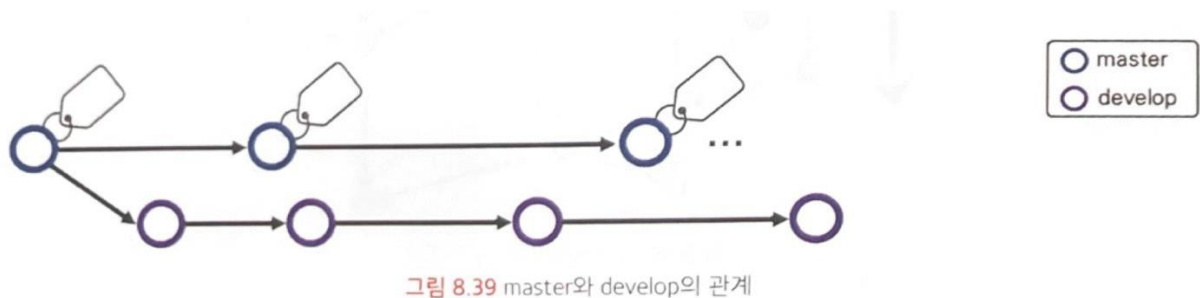 master
develop
...
그림 8.39 master와 develop의 관계